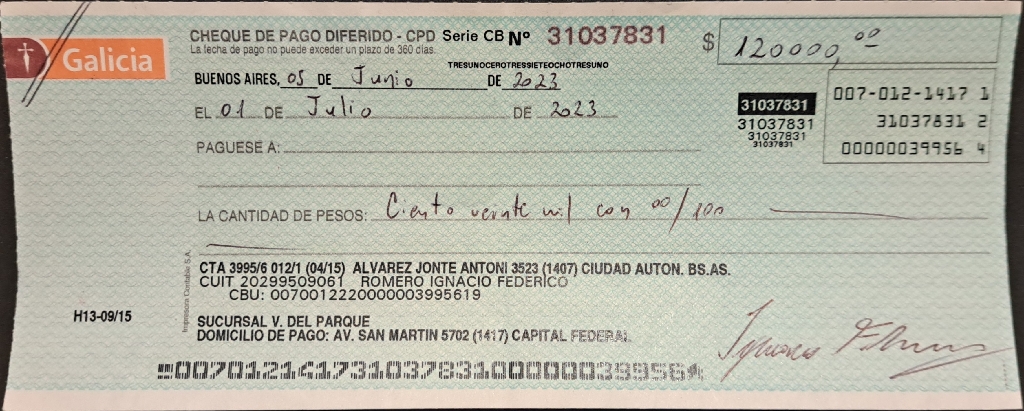 Galicia
CHEQUE DE PAGO DIFERIDO - CPD Serie CB Nº 31037831 $ 120000,00
La fecha de pago no puede exceder un plazo de 360 días.
TRESUNOCEROTRESSIETEOCHOTRESUNO
BUENOS AIRES, 05 DE Junio DE 2023
EL 01 DE Julio DE 2023
007-012-1417 1
31037831 2
00000039956 4
31037831
31037831
31037831
31037831
PAGUESE A:
LA CANTIDAD DE PESOS: Ciento veinte mil con 00/100
CTA 3995/6 012/1 (04/15) ALVAREZ JONTE ANTONI 3523 (1407) CIUDAD AUTON. BS.AS.
CUIT 20299509061 ROMERO IGNACIO FEDERICO
CBU: 0070012220000003995619
Impresora Contable S.A.
H13-09/15
SUCURSAL V. DEL PARQUE
DOMICILIO DE PAGO: AV. SAN MARTIN 5702 (1417) CAPITAL FEDERAL
007012141731037831000000399564